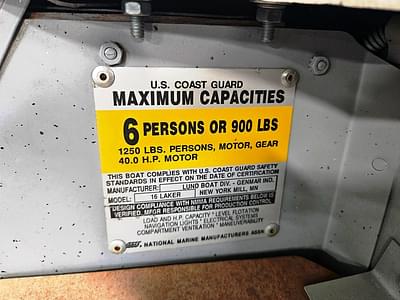 U.S. COAST GUARD
MAXIMUM CAPACITIES
6 PERSONS OR 900 LBS
1250 LBS. PERSONS, MOTOR, GEAR
40.0 H.P. MOTOR
THIS BOAT COMPLIES WITH U.S. COAST GUARD SAFETY
STANDARDS IN EFFECT ON THE DATE OF CERTIFICATION
MANUFACTURER: LUND BOAT DIV. - GENMAR IND.
MODEL: 16 LAKER NEW YORK MILL, MN
DESIGN COMPLIANCE WITH NMMA REQUIREMENTS BELOW IS
VERIFIED. MFGR RESPONSIBLE FOR PRODUCTION CONTROL.
LOAD AND H.P. CAPACITY * LEVEL FLOTATION
NAVIGATION LIGHTS * ELECTRICAL SYSTEMS
COMPARTMENT VENTILATION * MANEUVERABILITY
NATIONAL MARINE MANUFACTURERS ASSN.